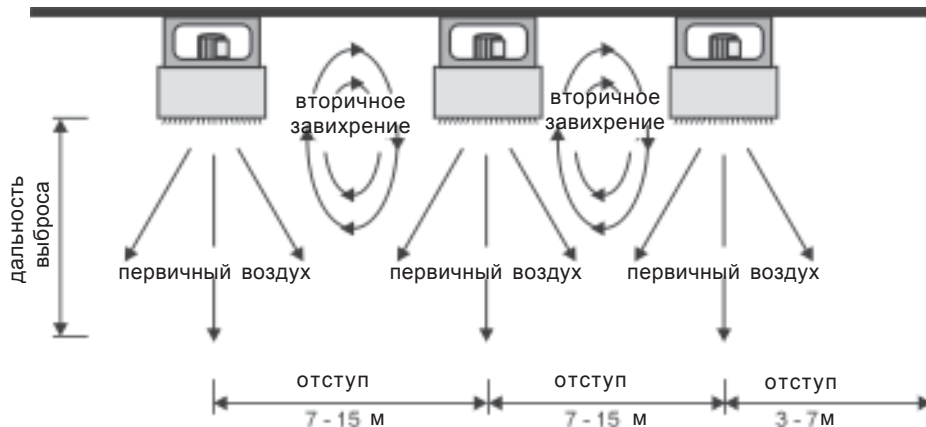 вторичное
завихрение
вторичное
завихрение
дальность
выброса
первичный воздух
первичный воздух
первичный воздух
отступ
отступ
отступ
7 - 15 м
7 - 15 м
3 - 7м